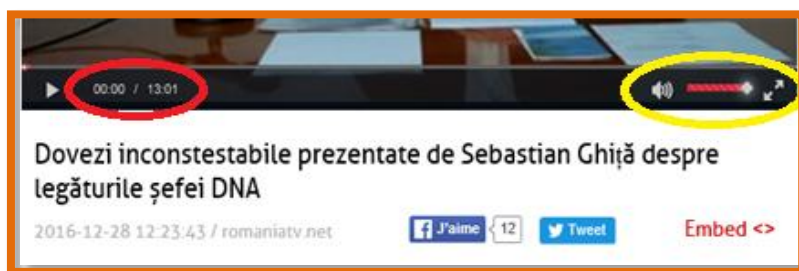 00:00 / 13:01
Dovezi inconstestabile prezentate de Sebastian Ghiță despre
legăturile șefei DNA
2016-12-28 12:23:43 / romaniatv.net J'aime 12 Tweet Embed <>